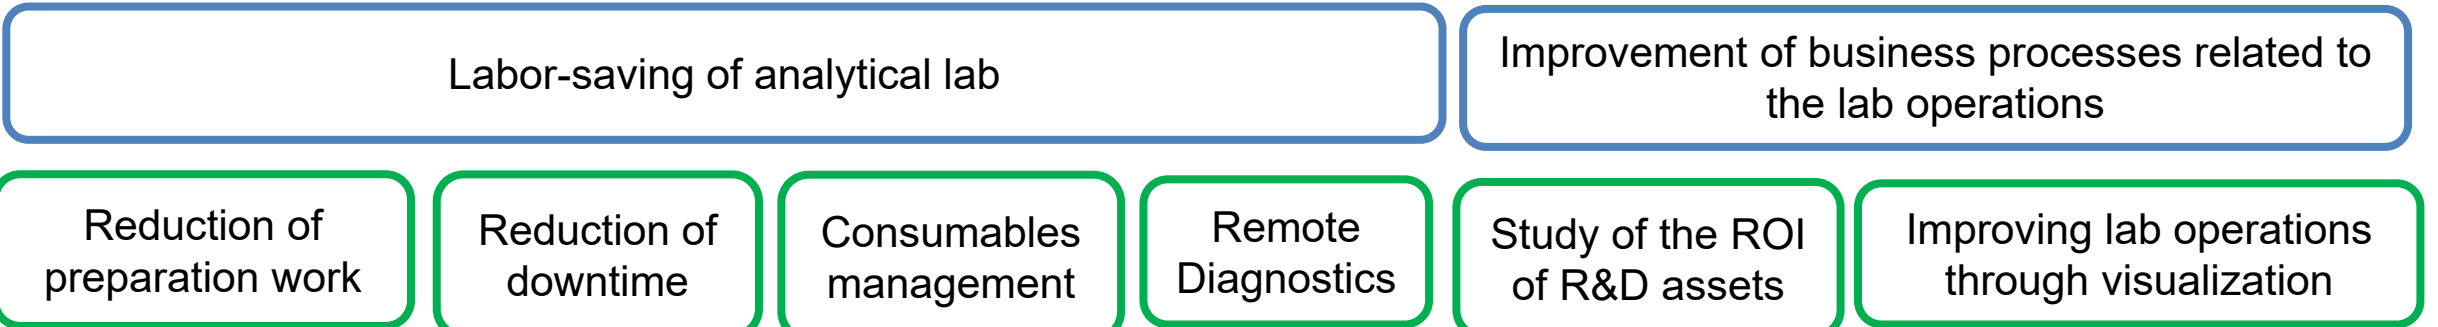 Labor-saving of analytical lab
Improvement of business processes related to
the lab operations
Reduction of
preparation work
Reduction of
downtime
Consumables
management
Remote
Diagnostics
Study of the ROI
of R&D assets
Improving lab operations
through visualization